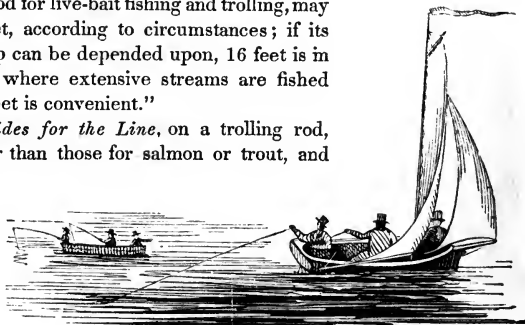 od for live-bait fishing and trolling, may
t, according to circumstances; if its
p can be depended upon, 16 feet is in
where extensive streams are fished
et is convenient."
ides for the Line, on a trolling rod,
r than those for salmon or trout, and